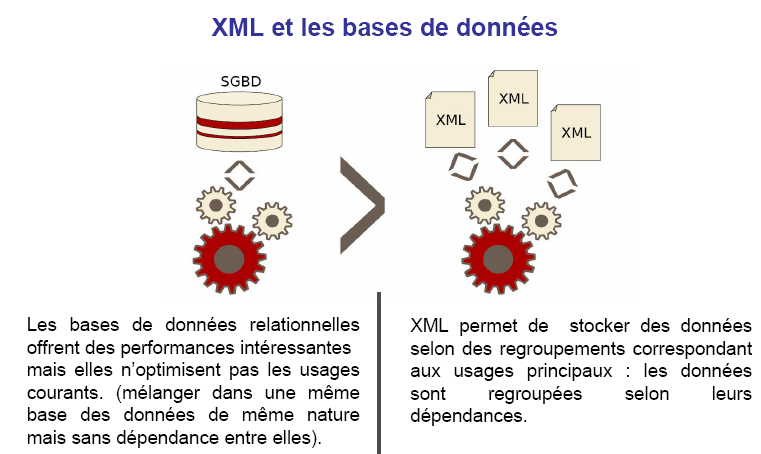 XML et les bases de données
SGBD
XML
XML
XML
Les bases de données relationnelles
offrent des performances intéressantes
mais elles n’optimisent pas les usages
courants. (mélanger dans une même
base des données de même nature
mais sans dépendance entre elles).
XML permet de stocker des données
selon des regroupements correspondant
aux usages principaux : les données
sont regroupées selon leurs
dépendances.